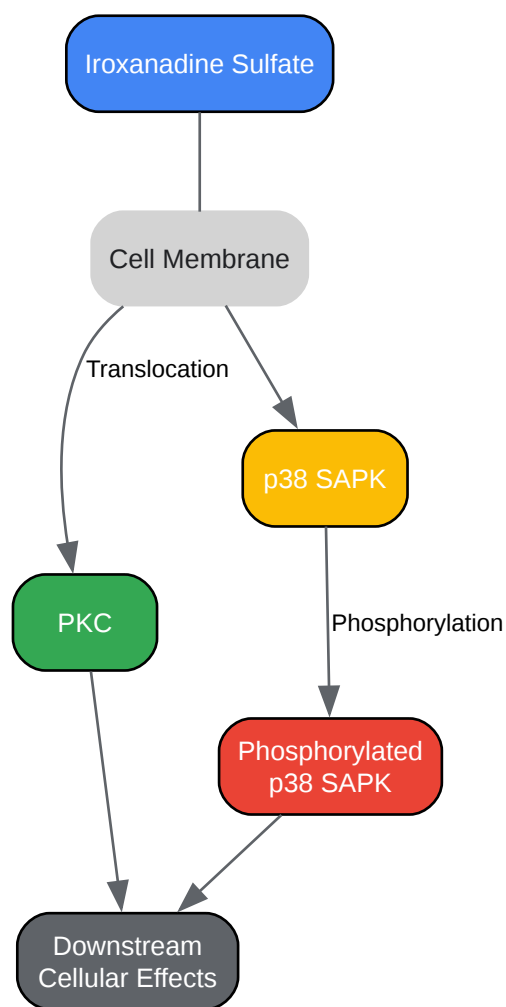 Iroxanadine Sulfate
Cell Membrane
Translocation
p38 SAPK
PKC
Phosphorylation
Phosphorylated
p38 SAPK
Downstream
Cellular Effects